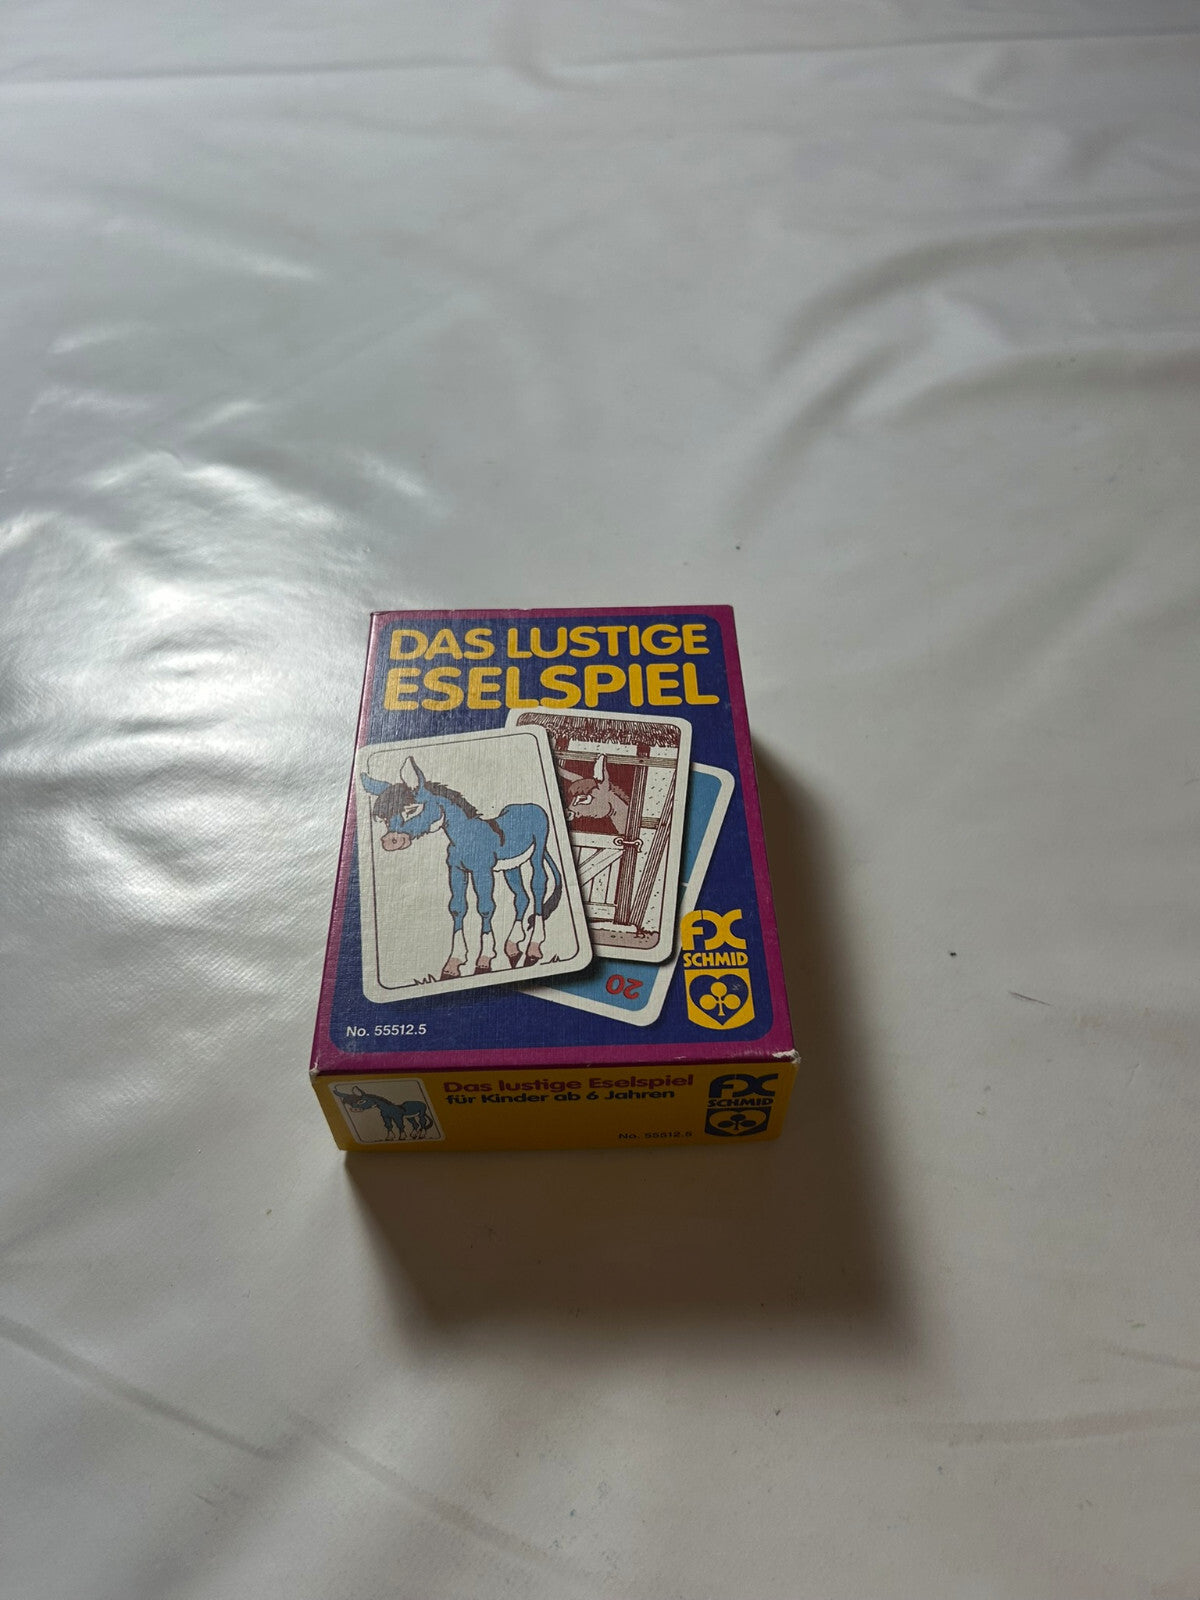 DAS LUSTIGE
ESELSPIEL
20
FX
SCHMID
No. 55512.5
Das lustige Eselspiel
für Kinder ab 6 Jahren
No. 55512.5
FX
SCHMID